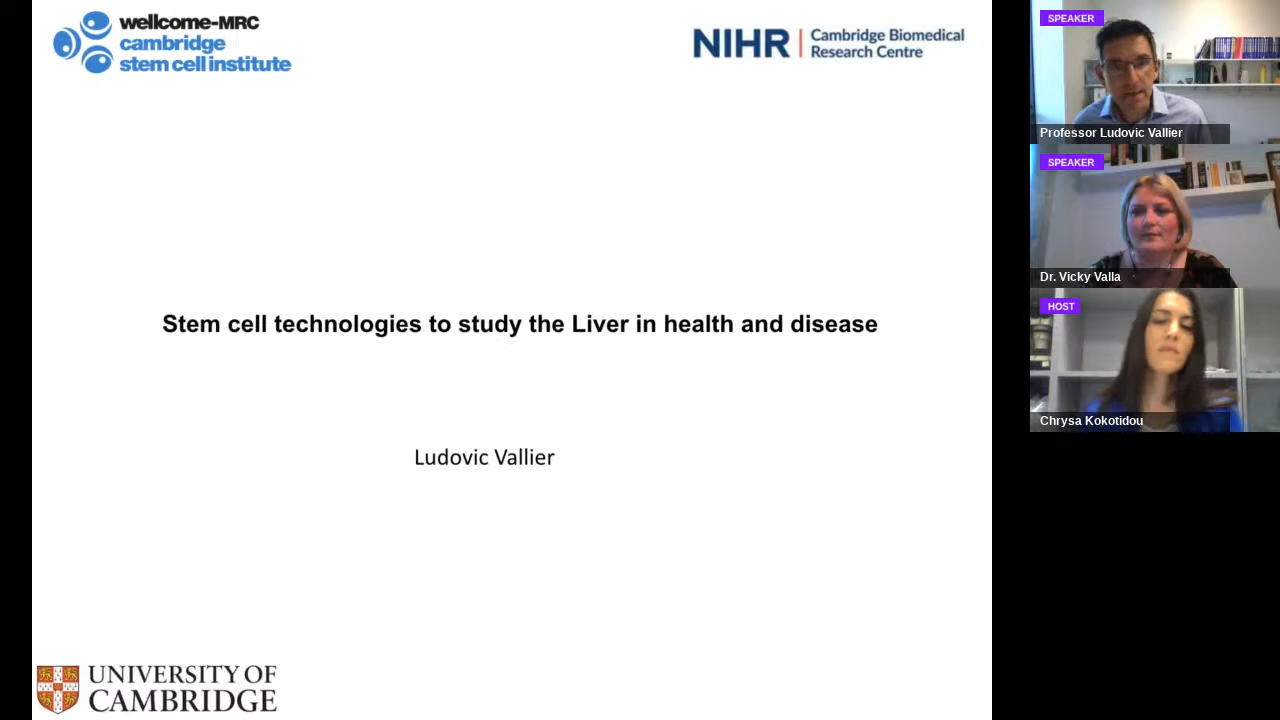 wellcome-MRC
cambridge
stem cell institute
NIHR | Cambridge Biomedical
Research Centre
Stem cell technologies to study the Liver in health and disease
Ludovic Vallier
UNIVERSITY OF
CAMBRIDGE
SPEAKER
Professor Ludovic Vallier
SPEAKER
Dr. Vicky Valla
HOST
Chrysa Kokotidou